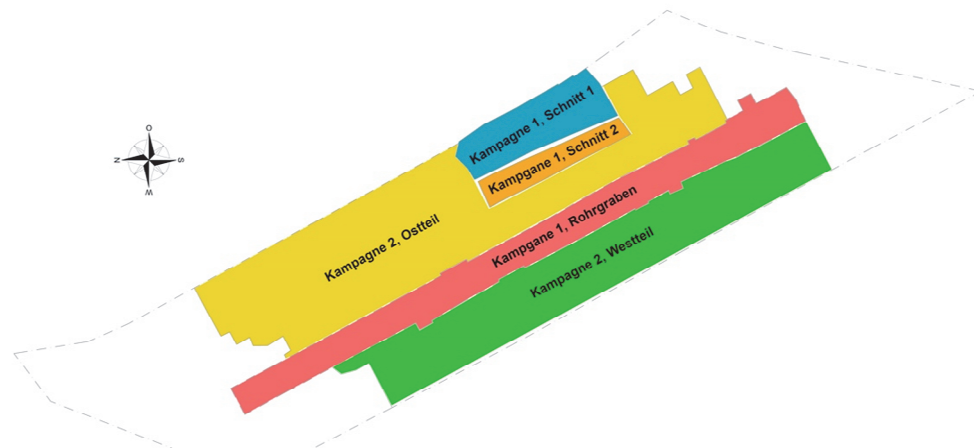 Kampagne 1, Schnitt 1
Kampgane 1, Schnitt 2
O
N
S
W
Kampagne 2, Ostteil
Kampgane 1, Rohrgraben
Kampagne 2, Westteil